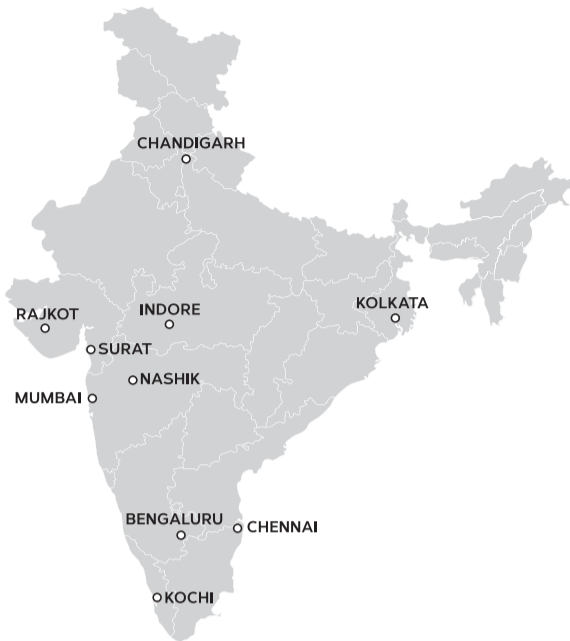 CHANDIGARH
RAJKOT
INDORE
KOLKATA
SURAT
NASHIK
MUMBAI
BENGALURU
CHENNAI
KOCHI